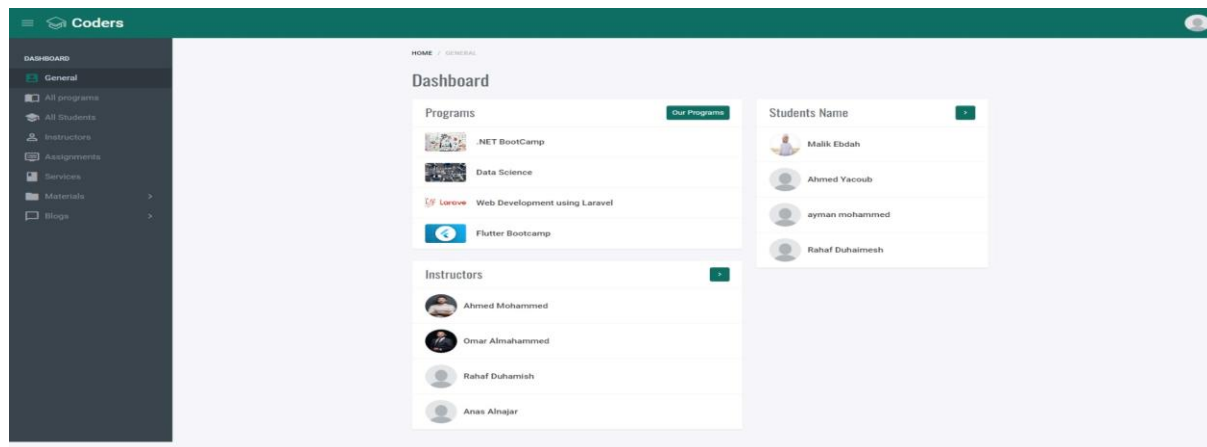 Coders
DASHBOARD
General
All programs
All Students
Instructors
Assignments
Services
Materials >
Blogs >
HOME / GENERAL
Dashboard
Programs
Our Programs
.NET BootCamp
Data Science
Web Development using Laravel
Flutter Bootcamp
Instructors >
Ahmed Mohammed
Omar Almahammed
Rahaf Duhamish
Anas Alnajar
Students Name >
Malik Ebdah
Ahmed Yacoub
ayman mohammed
Rahaf Duhaimesh